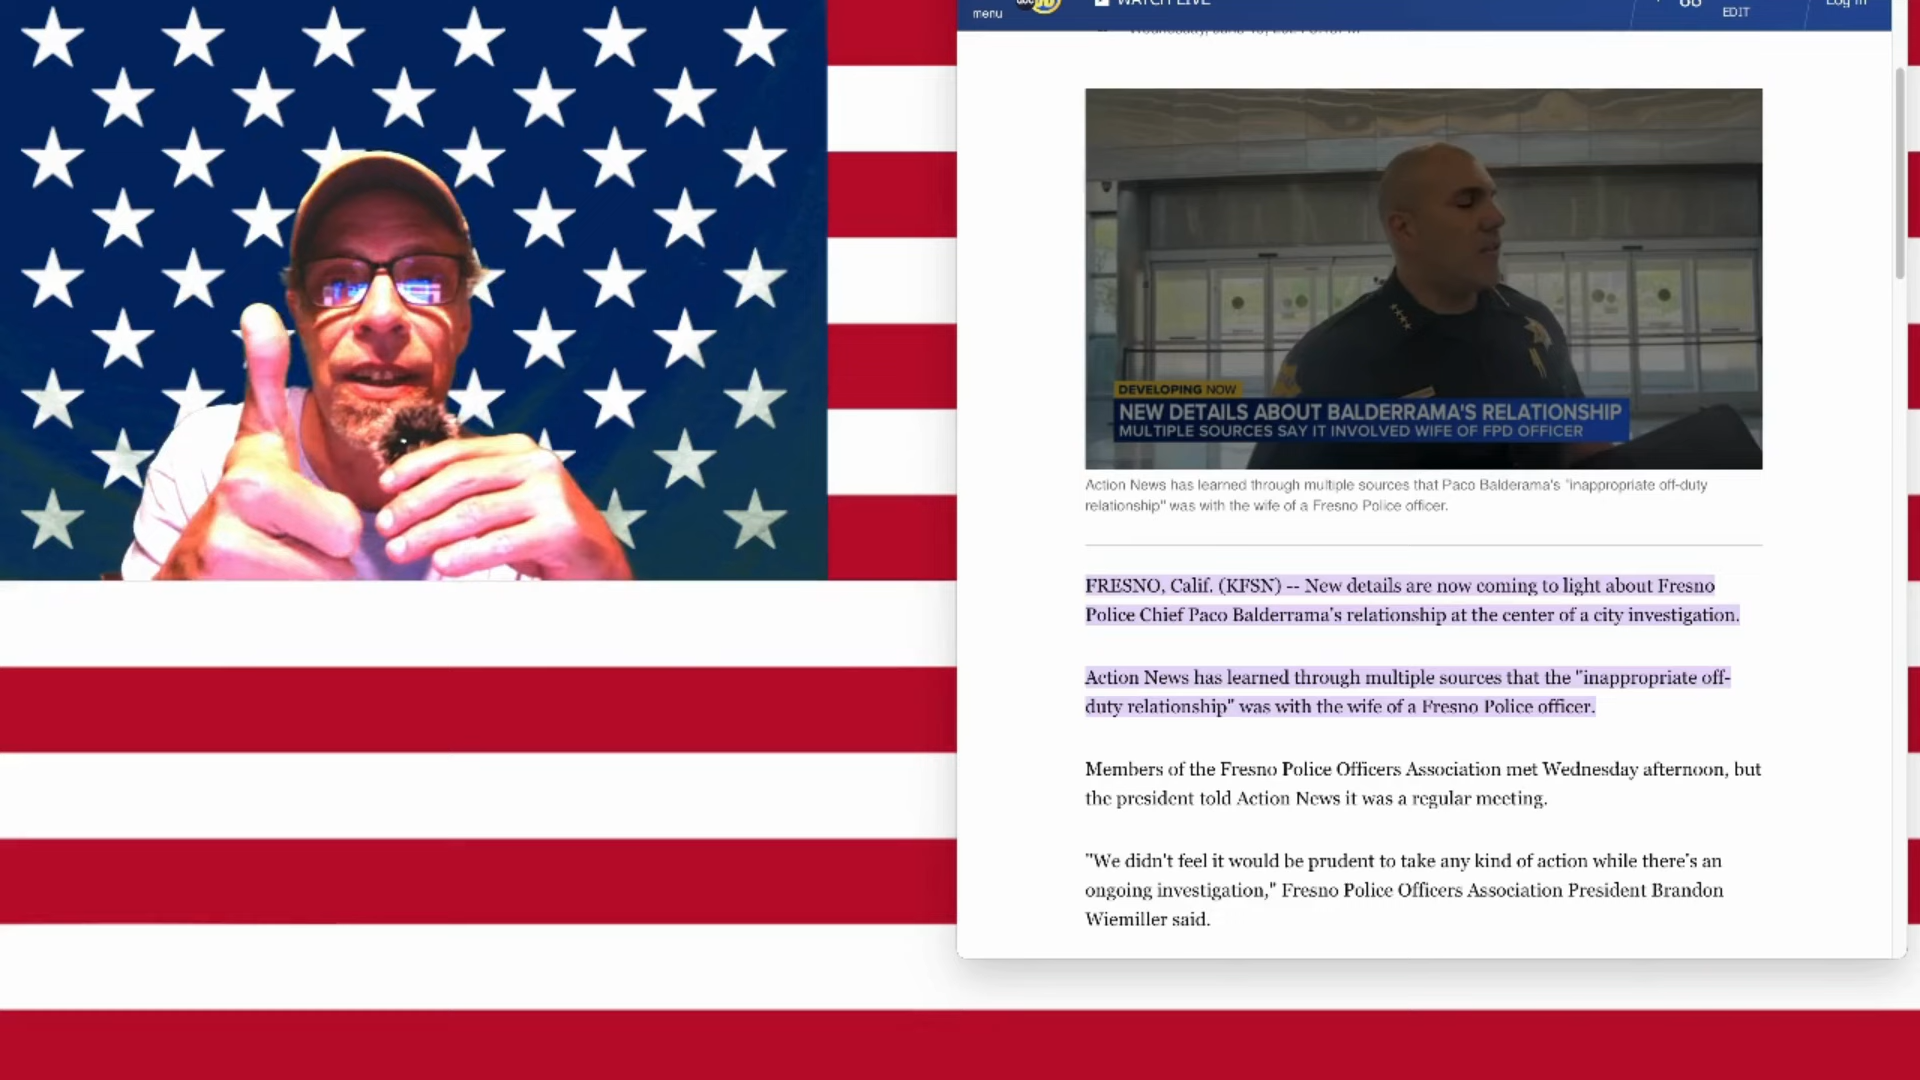 menu
WATCH LIVE
EDIT
Log In
DEVELOPING NOW
NEW DETAILS ABOUT BALDERRAMA'S RELATIONSHIP
MULTIPLE SOURCES SAY IT INVOLVED WIFE OF FPD OFFICER
Action News has learned through multiple sources that Paco Balderama's "inappropriate off-duty
relationship" was with the wife of a Fresno Police officer.
FRESNO, Calif. (KFSN) -- New details are now coming to light about Fresno
Police Chief Paco Balderrama's relationship at the center of a city investigation.
Action News has learned through multiple sources that the "inappropriate off-
duty relationship" was with the wife of a Fresno Police officer.
Members of the Fresno Police Officers Association met Wednesday afternoon, but
the president told Action News it was a regular meeting.
"We didn't feel it would be prudent to take any kind of action while there's an
ongoing investigation," Fresno Police Officers Association President Brandon
Wiemiller said.